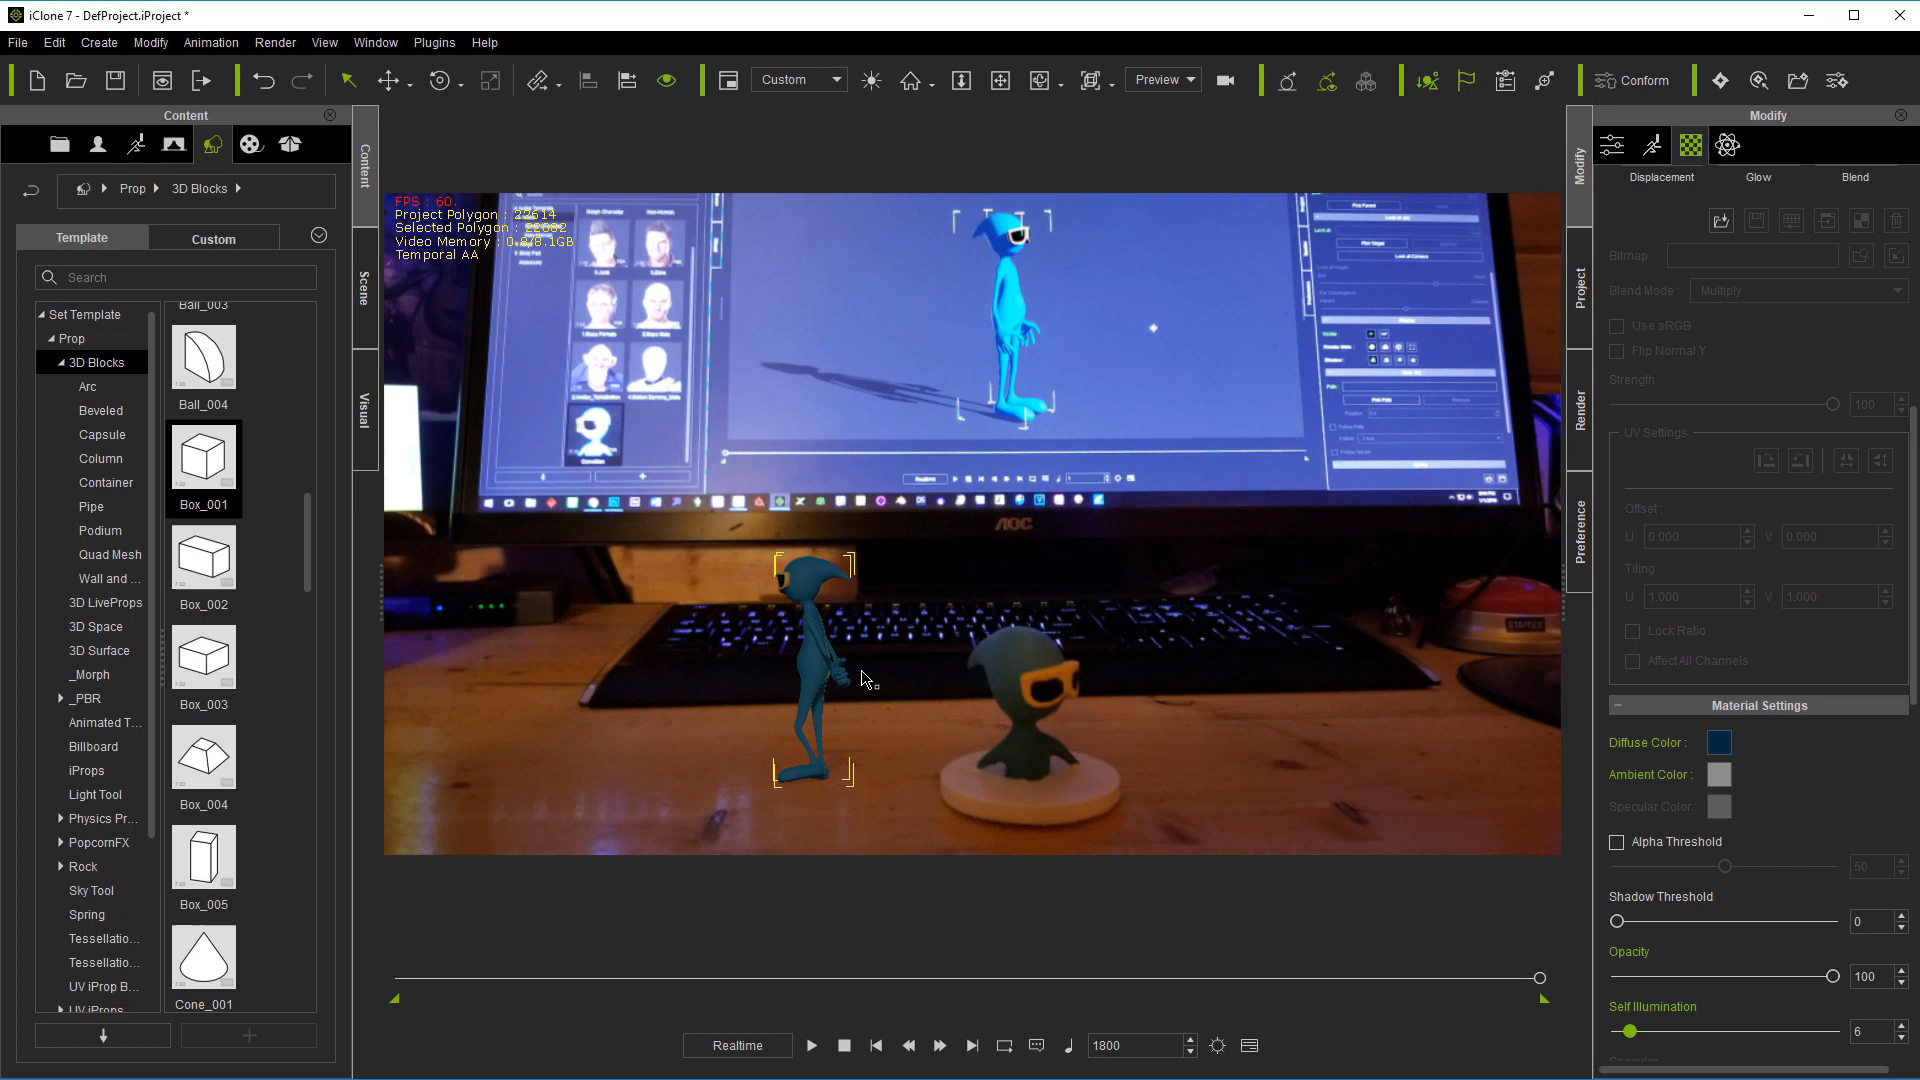 iClone 7 - DefProject.iProject *
File Edit Create Modify Animation Render View Window Plugins Help
Custom
Preview
Conform
Content
Modify
Prop
3D Blocks
Template
Custom
Search
Set Template
Prop
3D Blocks
Arc
Beveled
Capsule
Column
Container
Pipe
Podium
Quad Mesh
Wall and ...
3D LiveProps
3D Space
3D Surface
_Morph
_PBR
Animated T...
Billboard
iProps
Light Tool
Physics Pr...
PopcornFX
Rock
Sky Tool
Spring
Tessellatio...
Tessellatio...
UV iProp B...
UV iProps
Ball_003
Ball_004
Box_001
Box_002
Box_003
Box_004
Box_005
Cone_001
Content
Scene
Visual
FPS : 60.
Project Polygon : 22614
Selected Polygon : 22602
Video Memory : 0.8/8.1GB
Temporal AA
AOC
STAPLES
Realtime
1800
Modify
Project
Render
Preference
Displacement
Glow
Blend
Bitmap :
Blend Mode :
Multiply
Use sRGB
Flip Normal Y
Strength
100
UV Settings
Offset :
U 0.000 V 0.000
Tiling :
U 1.000 V 1.000
Lock Ratio
Affect All Channels
Material Settings
Diffuse Color :
Ambient Color :
Specular Color :
Alpha Threshold
50
Shadow Threshold
0
Opacity
100
Self Illumination
6